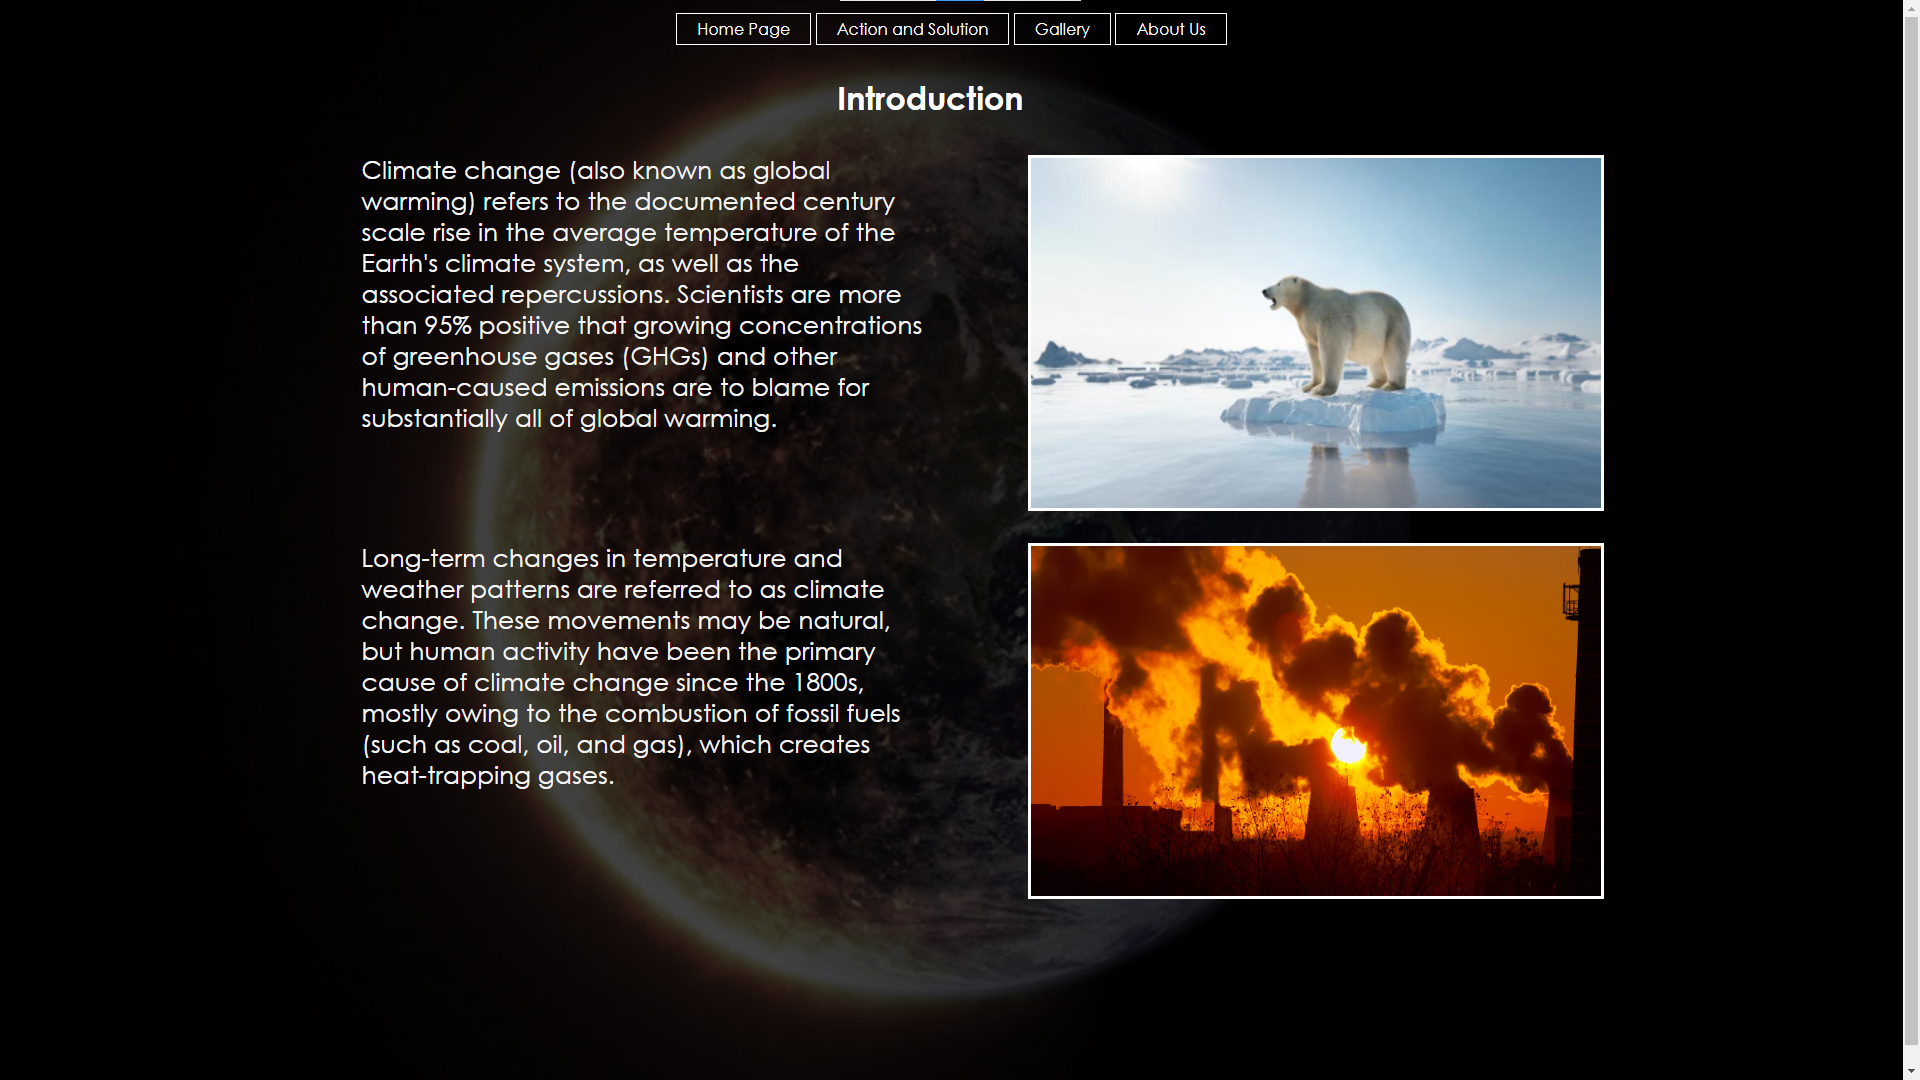 Home Page
Action and Solution
Gallery
About Us
Introduction
Climate change (also known as global
warming) refers to the documented century
scale rise in the average temperature of the
Earth's climate system, as well as the
associated repercussions. Scientists are more
than 95% positive that growing concentrations
of greenhouse gases (GHGs) and other
human-caused emissions are to blame for
substantially all of global warming.
Long-term changes in temperature and
weather patterns are referred to as climate
change. These movements may be natural,
but human activity have been the primary
cause of climate change since the 1800s,
mostly owing to the combustion of fossil fuels
(such as coal, oil, and gas), which creates
heat-trapping gases.